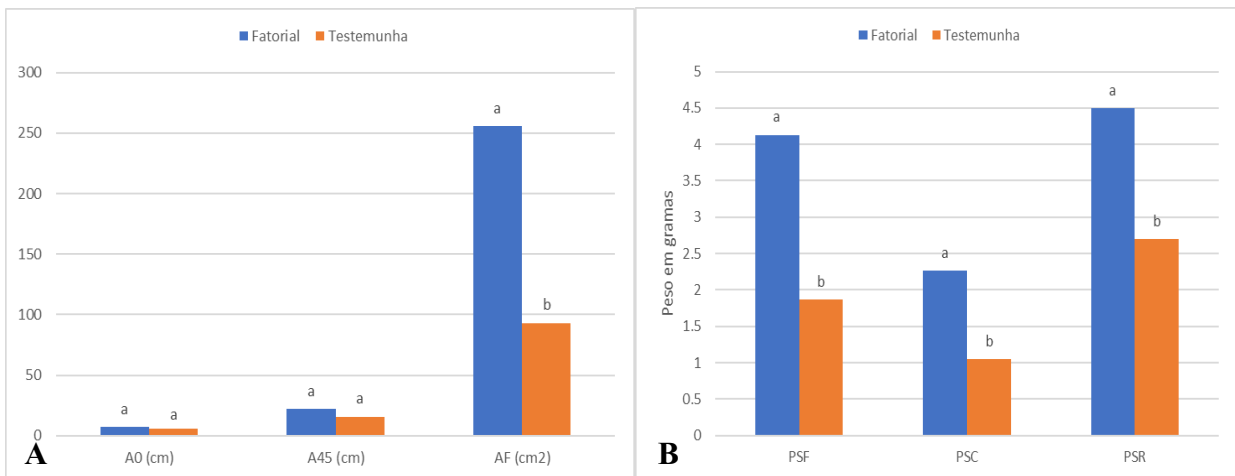 Fatorial Testemunha
300
250
200
150
100
50
0
a a
a a
a
b
A0 (cm) A45 (cm) AF (cm2)
A
Fatorial Testemunha
Peso em gramas
5
4.5
4
3.5
3
2.5
2
1.5
1
0.5
0
a
b
a
b
a
b
PSF PSC PSR
B